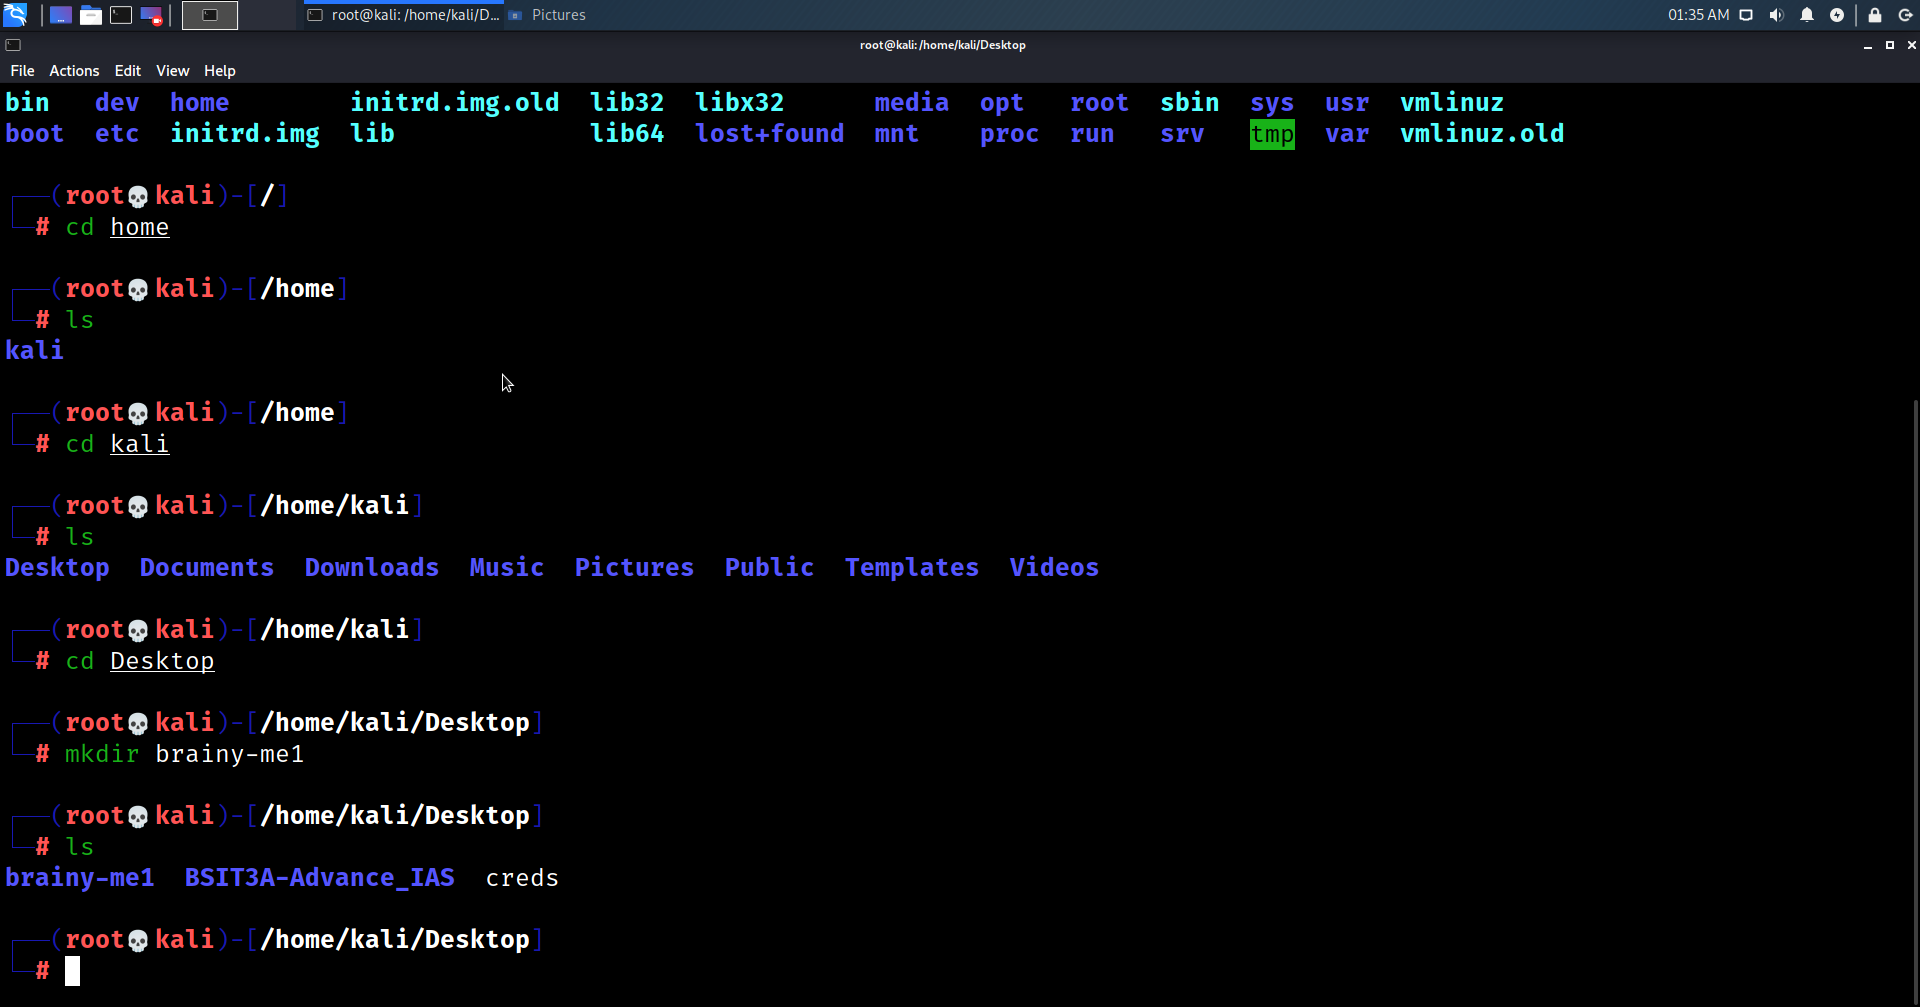 root@kali: /home/kali/D... Pictures 01:35 AM
root@kali: /home/kali/Desktop
File Actions Edit View Help
bin dev home initrd.img.old lib32 libx32 media opt root sbin sys usr vmlinuz
boot etc initrd.img lib lib64 lost+found mnt proc run srv tmp var vmlinuz.old
(root💀kali)-[/]
# cd home
(root💀kali)-[/home]
# ls
kali
(root💀kali)-[/home]
# cd kali
(root💀kali)-[/home/kali]
# ls
Desktop Documents Downloads Music Pictures Public Templates Videos
(root💀kali)-[/home/kali]
# cd Desktop
(root💀kali)-[/home/kali/Desktop]
# mkdir brainy-me1
(root💀kali)-[/home/kali/Desktop]
# ls
brainy-me1 BSIT3A-Advance_IAS creds
(root💀kali)-[/home/kali/Desktop]
#